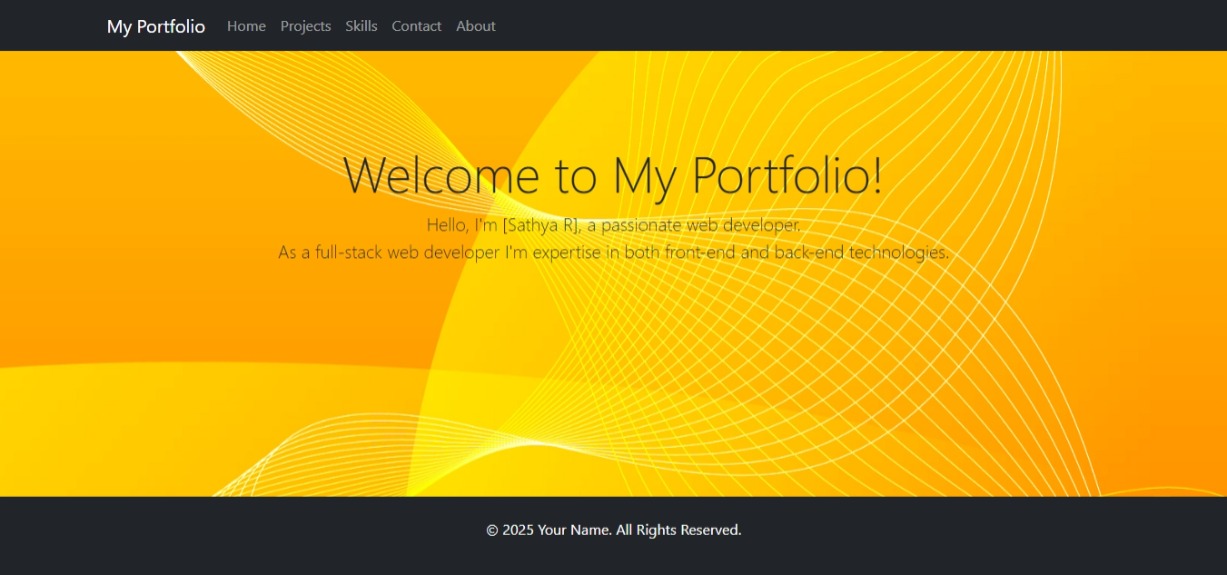 My Portfolio Home Projects Skills Contact About
Welcome to My Portfolio!
Hello, I'm [Sathya R], a passionate web developer.
As a full-stack web developer I'm expertise in both front-end and back-end technologies.
© 2025 Your Name. All Rights Reserved.